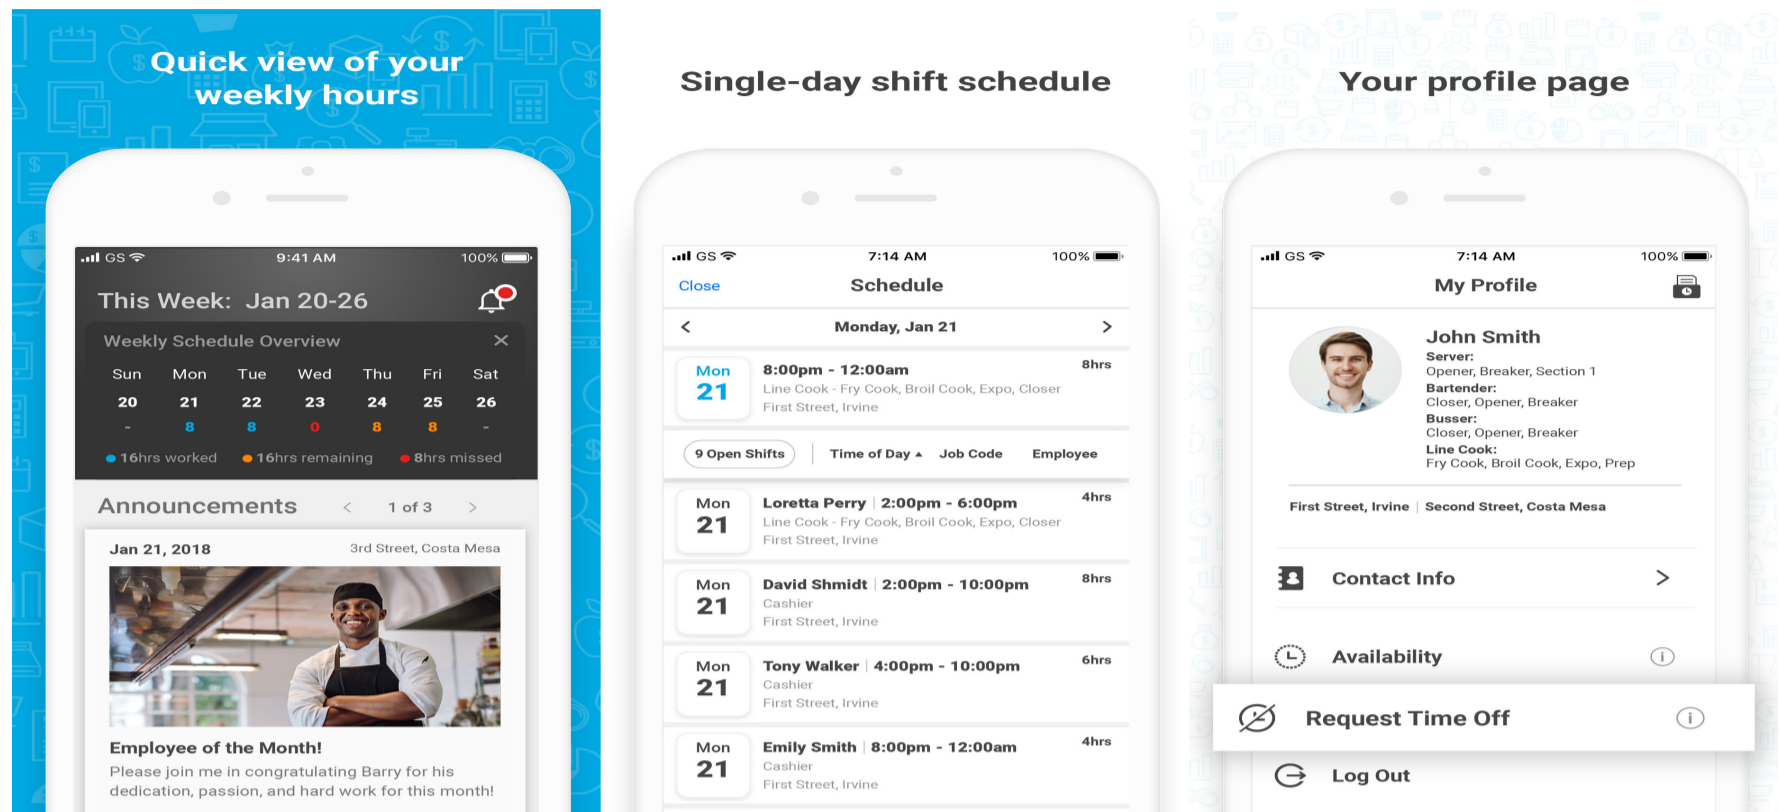 Quick view of your
weekly hours
GS 9:41 AM 100%
This Week: Jan 20-26
Weekly Schedule Overview
Sun Mon Tue Wed Thu Fri Sat
20 21 22 23 24 25 26
- 8 8 0 8 8 -
16hrs worked 16hrs remaining 8hrs missed
Announcements < 1 of 3 >
Jan 21, 2018 3rd Street, Costa Mesa
Employee of the Month!
Please join me in congratulating Barry for his
dedication, passion, and hard work for this month!
Single-day shift schedule
GS 7:14 AM 100%
Close Schedule
< Monday, Jan 21 >
Mon 21
8:00pm - 12:00am 8hrs
Line Cook - Fry Cook, Broil Cook, Expo, Closer
First Street, Irvine
9 Open Shifts | Time of Day Job Code Employee
Mon 21
Loretta Perry | 2:00pm - 6:00pm 4hrs
Line Cook - Fry Cook, Broil Cook, Expo, Closer
First Street, Irvine
Mon 21
David Shmidt | 2:00pm - 10:00pm 8hrs
Cashier
First Street, Irvine
Mon 21
Tony Walker | 4:00pm - 10:00pm 6hrs
Cashier
First Street, Irvine
Mon 21
Emily Smith | 8:00pm - 12:00am 4hrs
Cashier
First Street, Irvine
Your profile page
GS 7:14 AM 100%
My Profile
John Smith
Server:
Opener, Breaker, Section 1
Bartender:
Closer, Opener, Breaker
Busser:
Closer, Opener, Breaker
Line Cook:
Fry Cook, Broil Cook, Expo, Prep
First Street, Irvine | Second Street, Costa Mesa
Contact Info >
Availability
Request Time Off
Log Out